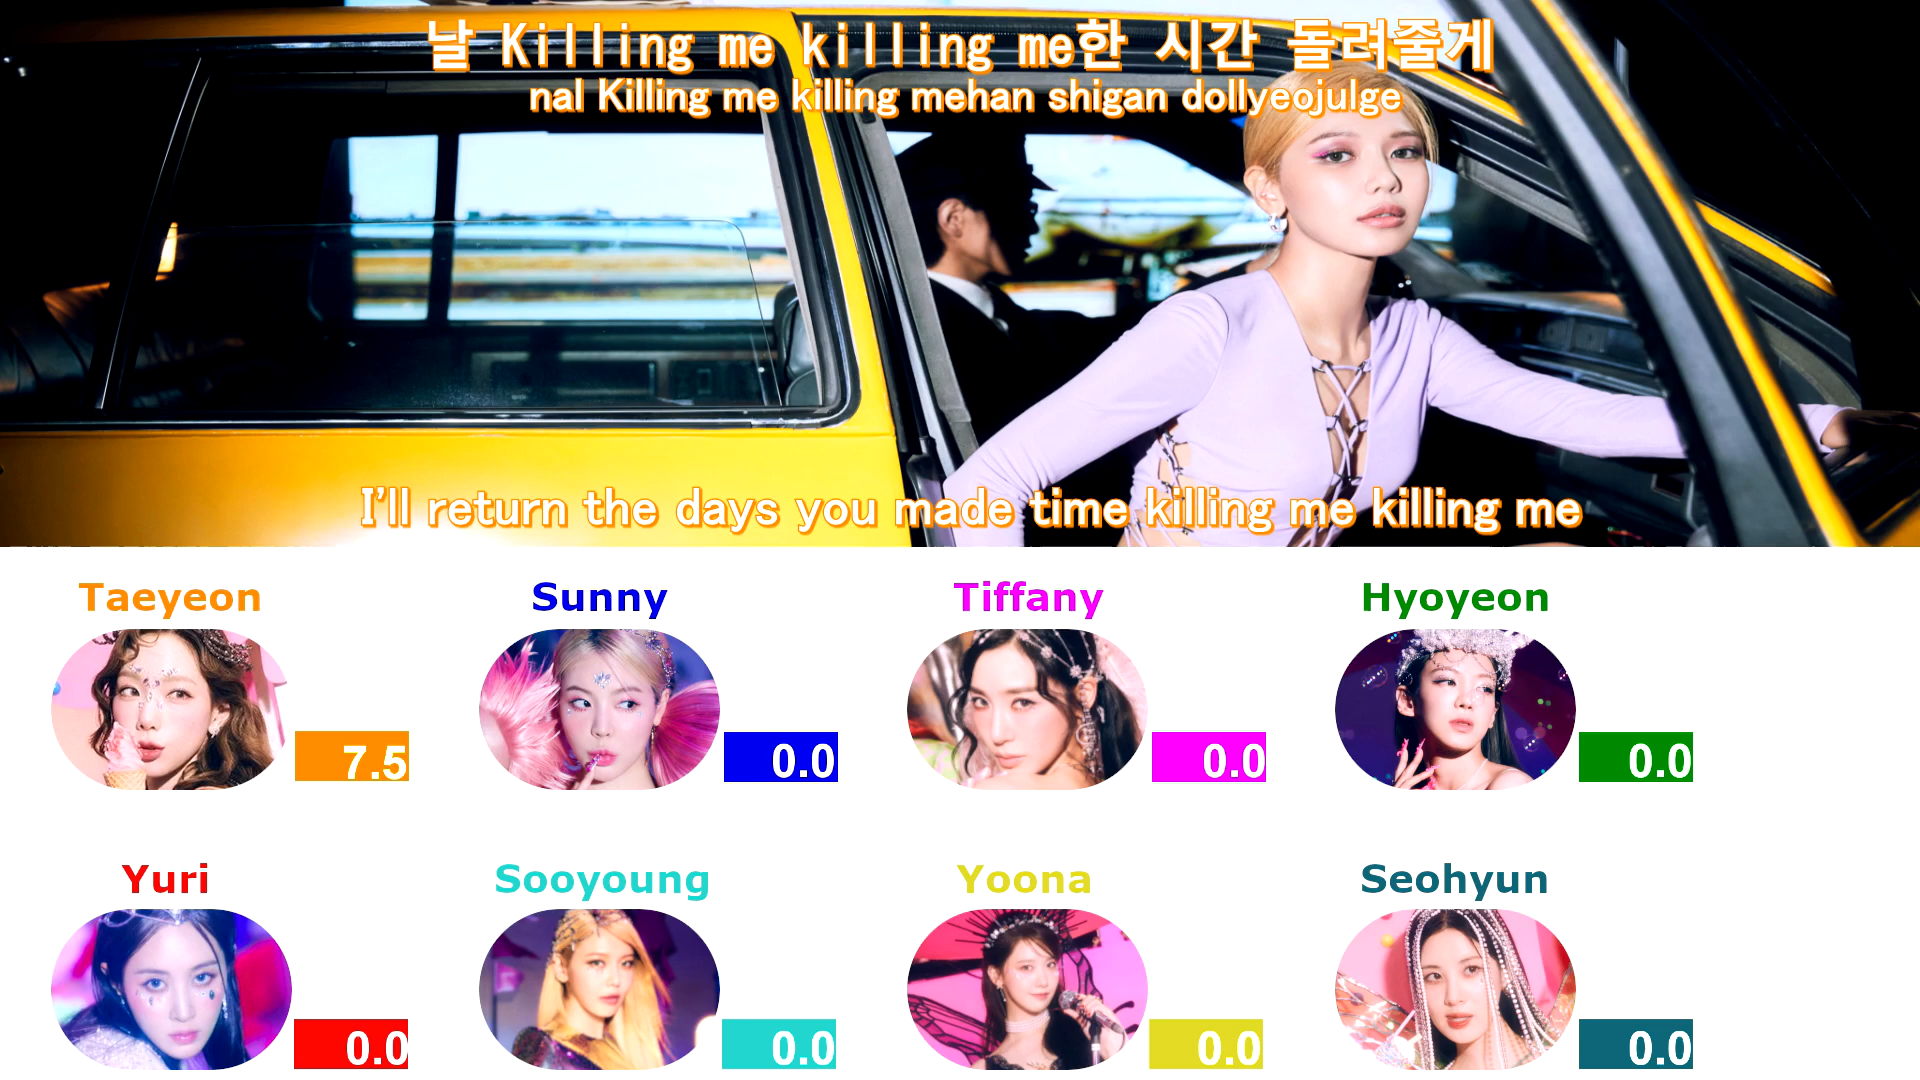 날 Killing me killing me한 시간 돌려줄게
nal Killing me killing mehan shigan dollyeojulge
I'll return the days you made time killing me killing me
Taeyeon
Sunny
Tiffany
Hyoyeon
7.5
0.0
0.0
0.0
Yuri
Sooyoung
Yoona
Seohyun
0.0
0.0
0.0
0.0